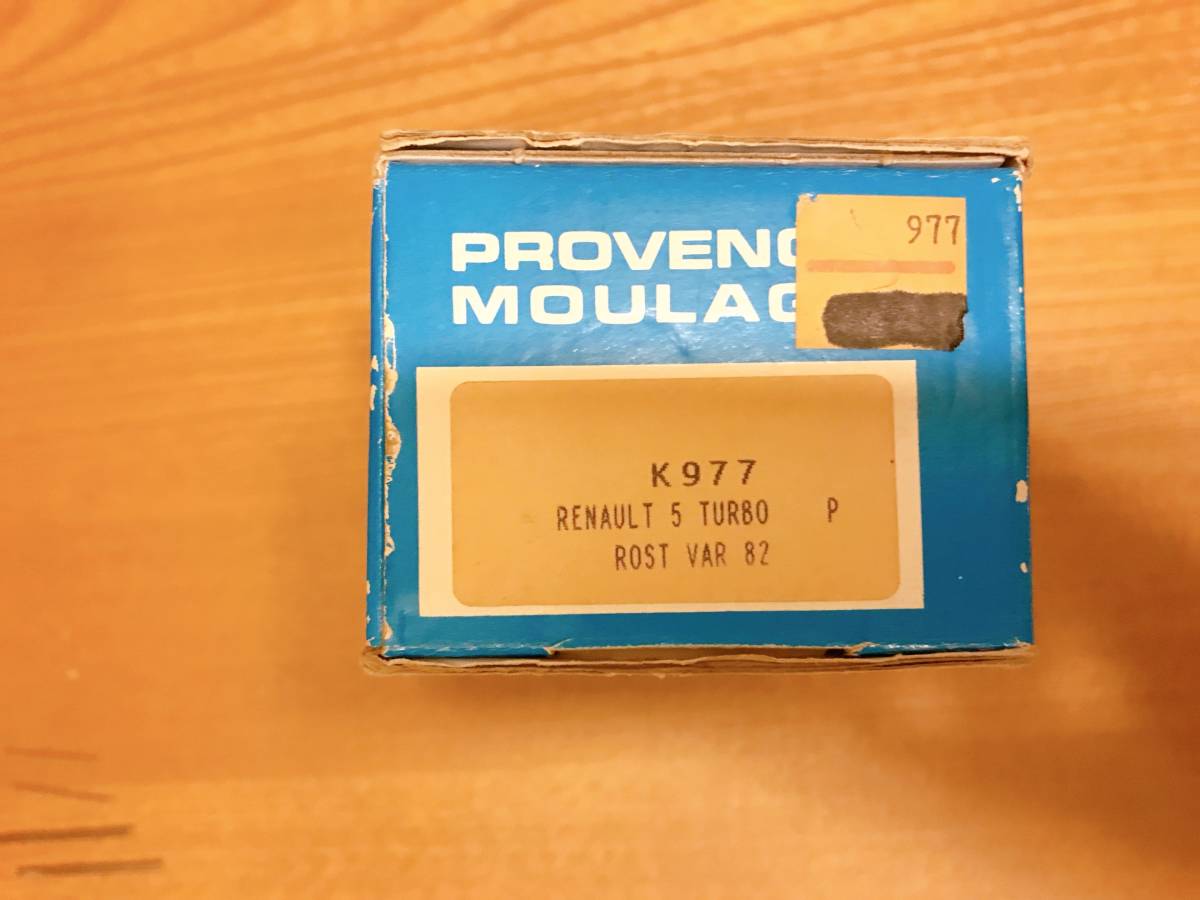 PROVENC
MOULAG
977
K977
RENAULT 5 TURBO P
ROST VAR 82